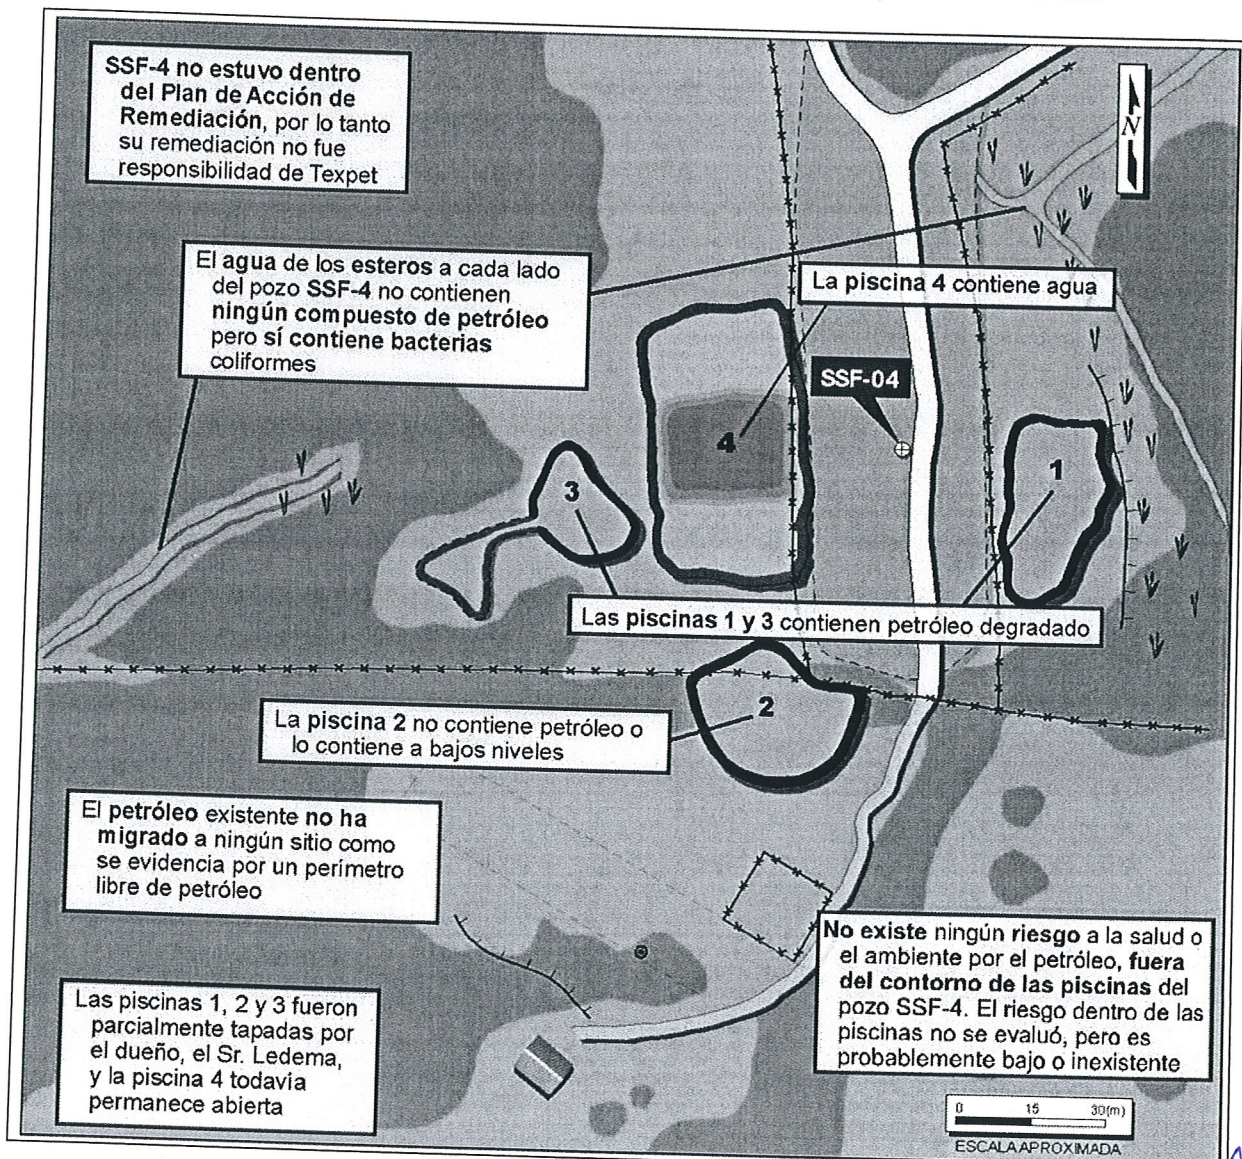 SSF-4 no estuvo dentro
del Plan de Acción de
Remediación, por lo tanto
su remediación no fue
responsabilidad de Texpet
N
El agua de los esteros a cada lado
del pozo SSF-4 no contienen
ningún compuesto de petróleo
pero sí contiene bacterias
coliformes
La piscina 4 contiene agua
SSF-04
4
3
1
Las piscinas 1 y 3 contienen petróleo degradado
2
La piscina 2 no contiene petróleo o
lo contiene a bajos niveles
El petróleo existente no ha
migrado a ningún sitio como
se evidencia por un perímetro
libre de petróleo
No existe ningún riesgo a la salud o
el ambiente por el petróleo, fuera
del contorno de las piscinas del
pozo SSF-4. El riesgo dentro de las
piscinas no se evaluó, pero es
probablemente bajo o inexistente
Las piscinas 1, 2 y 3 fueron
parcialmente tapadas por
el dueño, el Sr. Ledema,
y la piscina 4 todavía
permanece abierta
0 15 30(m)
ESCALA APROXIMADA